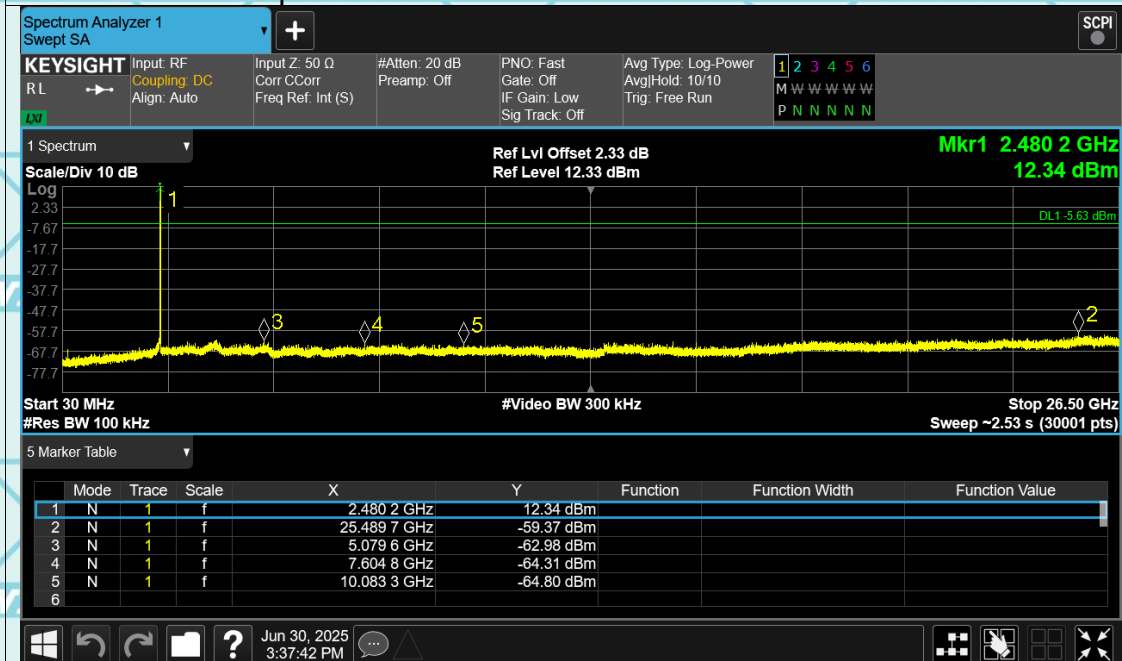 Spectrum Analyzer 1
Swept SA
+
SCPI
KEYSIGHT
RL
LXI
Input: RF
Coupling: DC
Align: Auto
Input Z: 50 Ω
Corr CCorr
Freq Ref: Int (S)
#Atten: 20 dB
Preamp: Off
PNO: Fast
Gate: Off
IF Gain: Low
Sig Track: Off
Avg Type: Log-Power
Avg|Hold: 10/10
Trig: Free Run
1 2 3 4 5 6
M W W W W W
P N N N N N
1 Spectrum
Scale/Div 10 dB
Ref Lvl Offset 2.33 dB
Ref Level 12.33 dBm
Mkr1 2.480 2 GHz
12.34 dBm
Log
2.33
-7.67
-17.7
-27.7
-37.7
-47.7
-57.7
-67.7
-77.7
DL1 -5.63 dBm
1
3
4
5
2
Start 30 MHz
#Res BW 100 kHz
#Video BW 300 kHz
Stop 26.50 GHz
Sweep ~2.53 s (30001 pts)
5 Marker Table
Mode Trace Scale X Y Function Function Width Function Value
1 N 1 f 2.480 2 GHz 12.34 dBm
2 N 1 f 25.489 7 GHz -59.37 dBm
3 N 1 f 5.079 6 GHz -62.98 dBm
4 N 1 f 7.604 8 GHz -64.31 dBm
5 N 1 f 10.083 3 GHz -64.80 dBm
6
?
Jun 30, 2025
3:37:42 PM